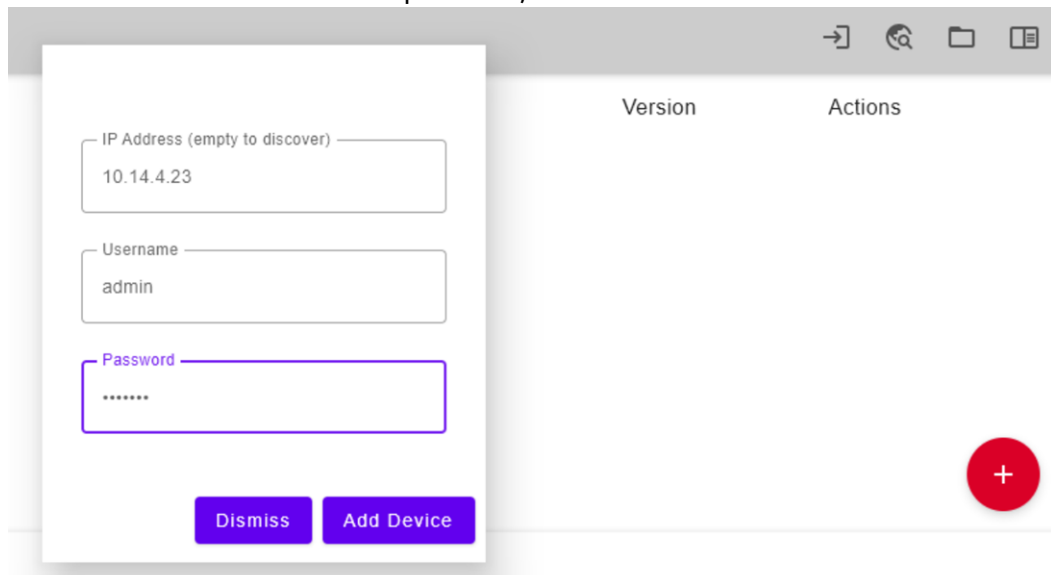 Version Actions
IP Address (empty to discover)
10.14.4.23
Username
admin
Password
•••••••
Dismiss Add Device
+